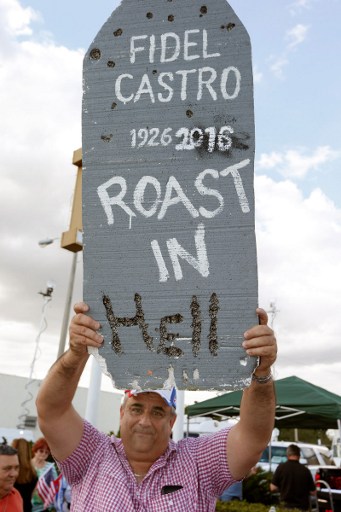 FIDEL
CASTRO
1926 2016
ROAST
IN
Hell